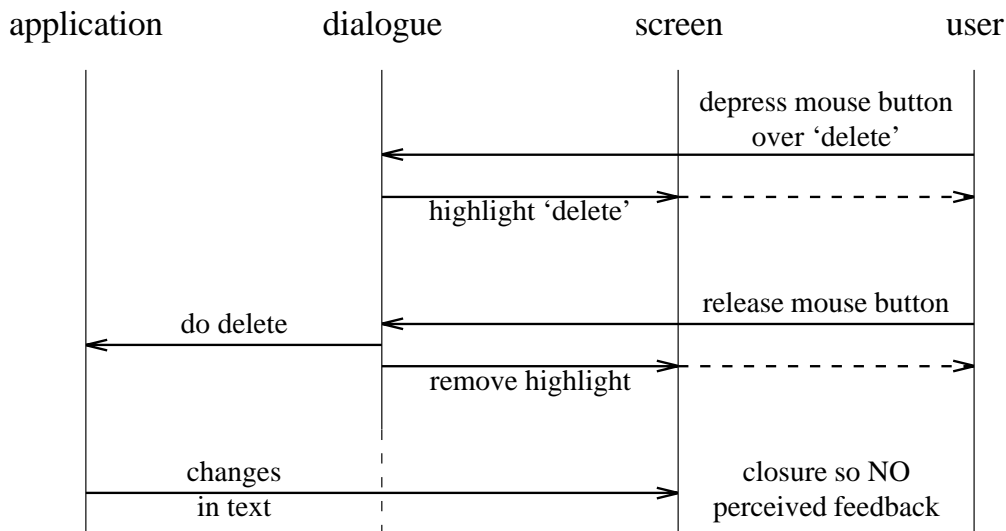 application dialogue screen user
depress mouse button
over ‘delete’
highlight ‘delete’
release mouse button
do delete
remove highlight
changes
in text
closure so NO
perceived feedback